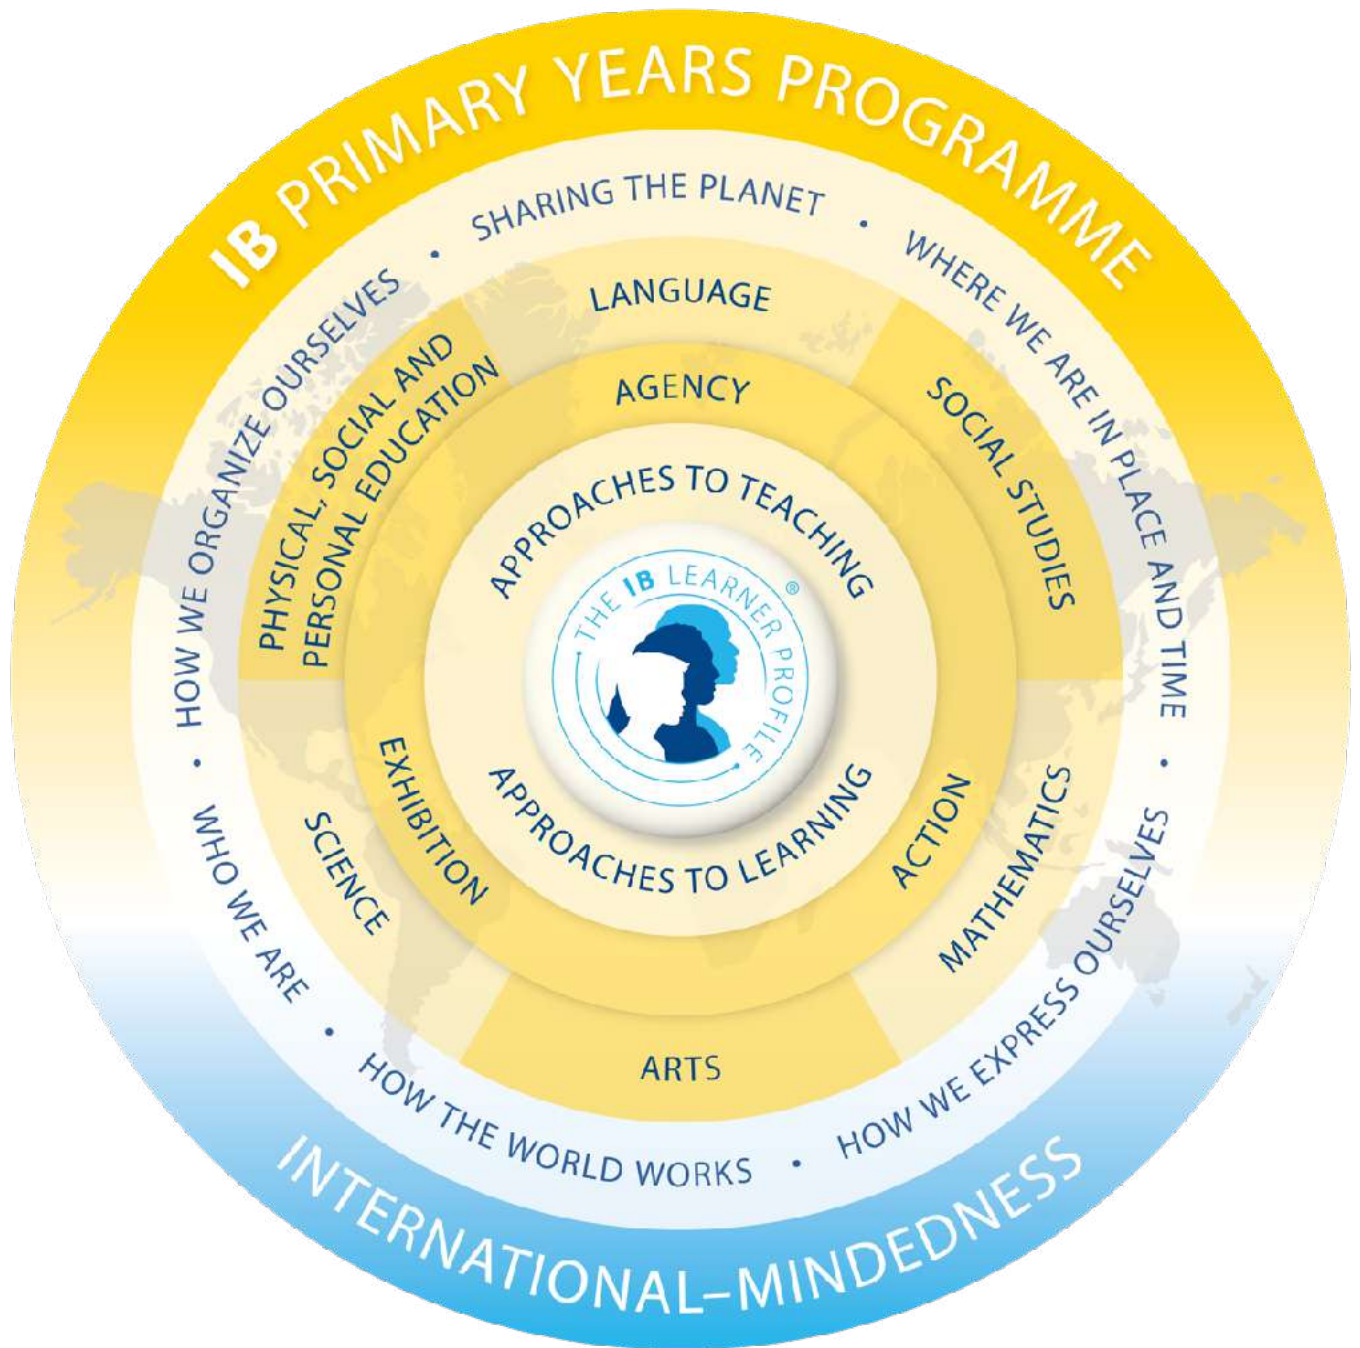 IB PRIMARY YEARS PROGRAMME
SHARING THE PLANET
•
WHERE WE ARE IN PLACE AND TIME
•
HOW WE EXPRESS OURSELVES
•
HOW THE WORLD WORKS
•
WHO WE ARE
•
HOW WE ORGANIZE OURSELVES
•
LANGUAGE
SOCIAL STUDIES
MATHEMATICS
ARTS
SCIENCE
PHYSICAL, SOCIAL AND
PERSONAL EDUCATION
AGENCY
ACTION
EXHIBITION
APPROACHES TO TEACHING
APPROACHES TO LEARNING
THE IB LEARNER PROFILE®
INTERNATIONAL–MINDEDNESS